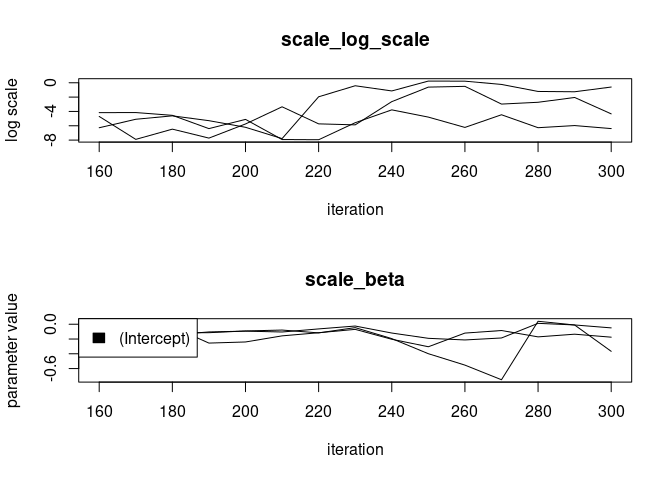 scale_log_scale
log scale
0
-4
-8
160 180 200 220 240 260 280 300
iteration
scale_beta
parameter value
0.0
-0.6
(Intercept)
160 180 200 220 240 260 280 300
iteration